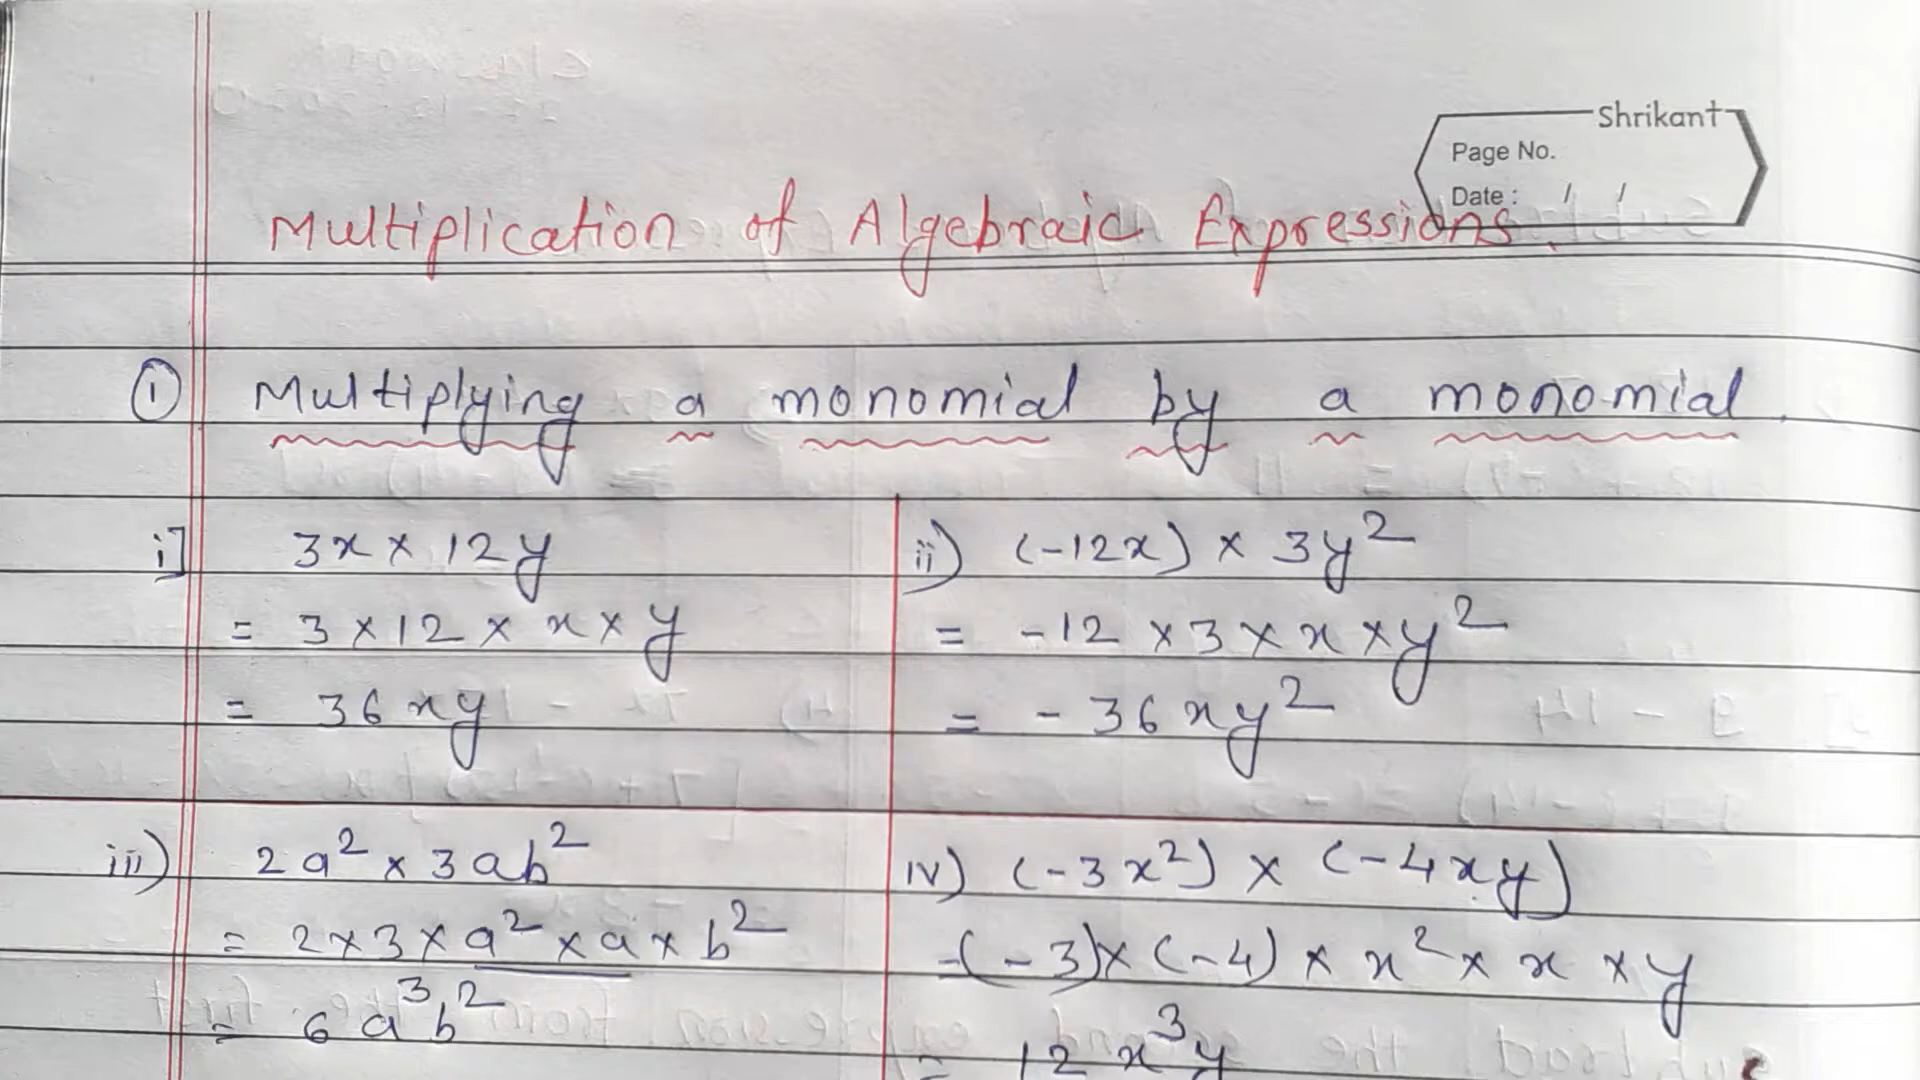 Shrikant
Page No.
Date : / /
Multiplication of Algebraic Expressions.
① Multiplying a monomial by a monomial.
i] 3x × 12y
= 3 × 12 × x × y
= 36xy
ii) (-12x) × 3y²
= -12 × 3 × x × y²
= -36xy²
iii) 2a² × 3ab²
= 2 × 3 × a² × a × b²
= 6a³b²
iv) (-3x²) × (-4xy)
=(-3)×(-4) × x² × x × y
= 12x³y